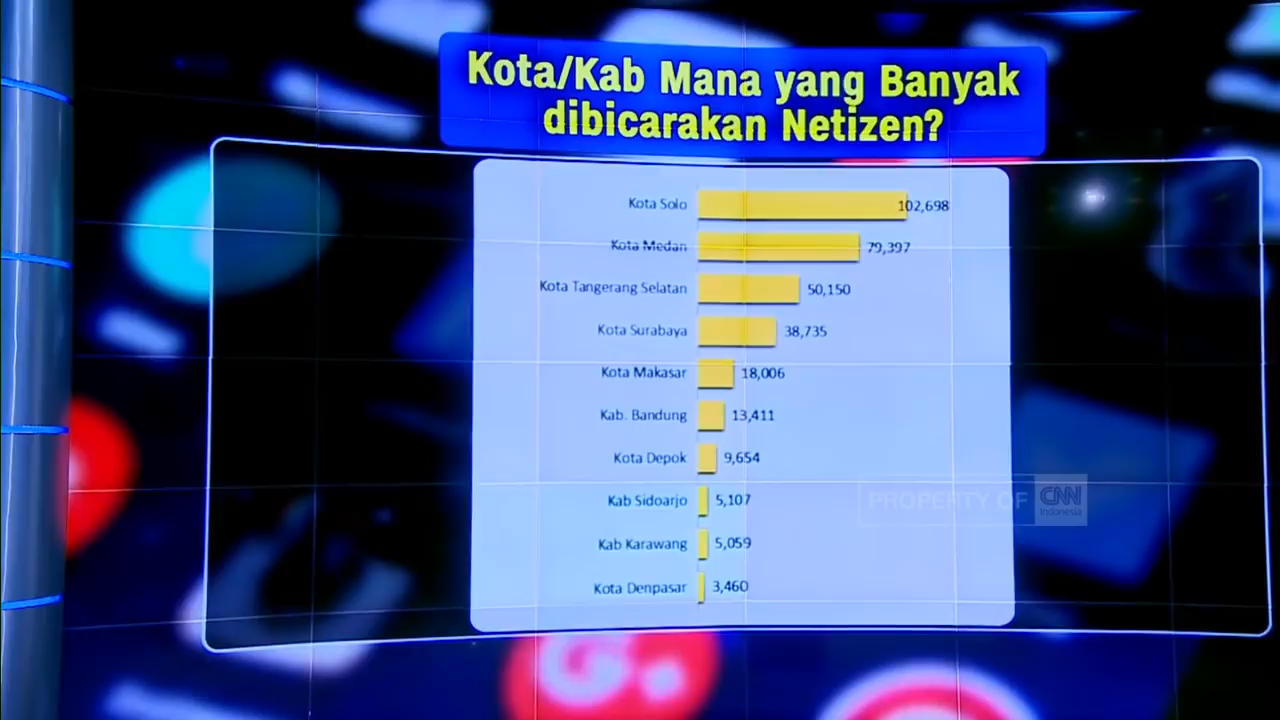 Kota/Kab Mana yang Banyak
dibicarakan Netizen?
Kota Solo 102,698
Kota Medan 79,397
Kota Tangerang Selatan 50,150
Kota Surabaya 38,735
Kota Makasar 18,006
Kab. Bandung 13,411
Kota Depok 9,654
Kab Sidoarjo 5,107
Kab Karawang 5,059
Kota Denpasar 3,460
PROPERTY OF CNN
Indonesia
G.